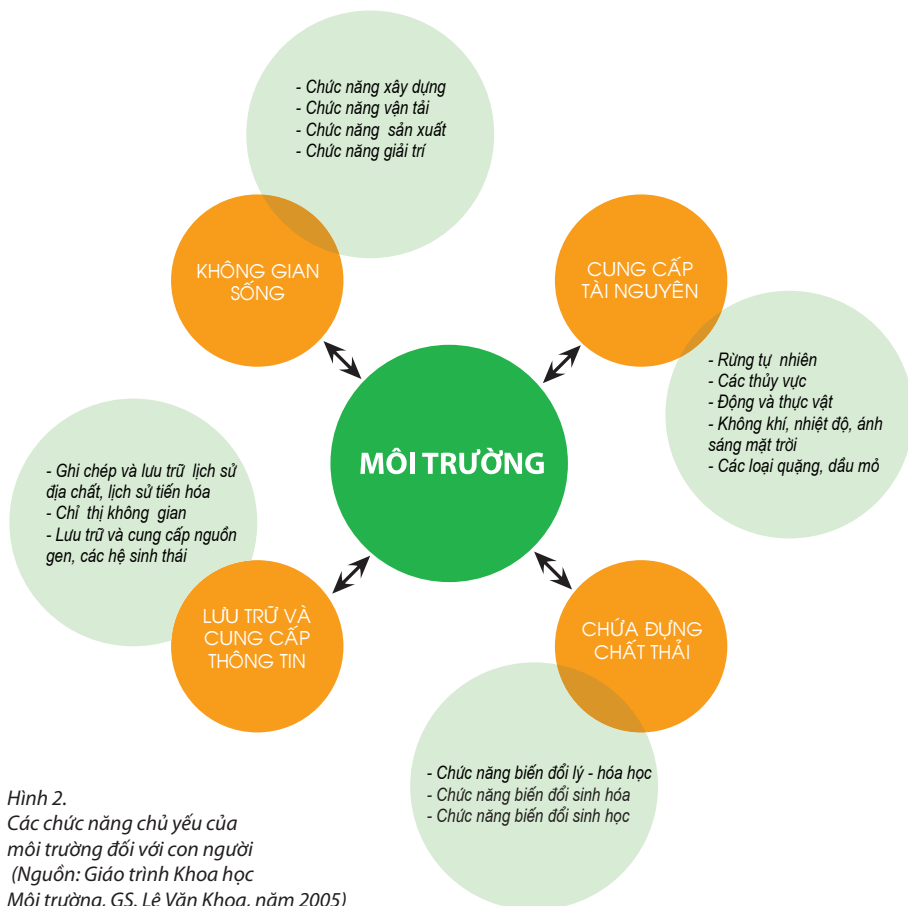 - Chức năng xây dựng
- Chức năng vận tải
- Chức năng sản xuất
- Chức năng giải trí
KHÔNG GIAN
SỐNG
CUNG CẤP
TÀI NGUYÊN
- Rừng tự nhiên
- Các thủy vực
- Động và thực vật
- Không khí, nhiệt độ, ánh
sáng mặt trời
- Các loại quặng, dầu mỏ
MÔI TRƯỜNG
- Ghi chép và lưu trữ lịch sử
địa chất, lịch sử tiến hóa
- Chỉ thị không gian
- Lưu trữ và cung cấp nguồn
gen, các hệ sinh thái
LƯU TRỮ VÀ
CUNG CẤP
THÔNG TIN
CHỨA ĐỰNG
CHẤT THẢI
- Chức năng biến đổi lý - hóa học
- Chức năng biến đổi sinh hóa
- Chức năng biến đổi sinh học
Hình 2.
Các chức năng chủ yếu của
môi trường đối với con người
(Nguồn: Giáo trình Khoa học
Môi trường, GS. Lê Văn Khoa, năm 2005)